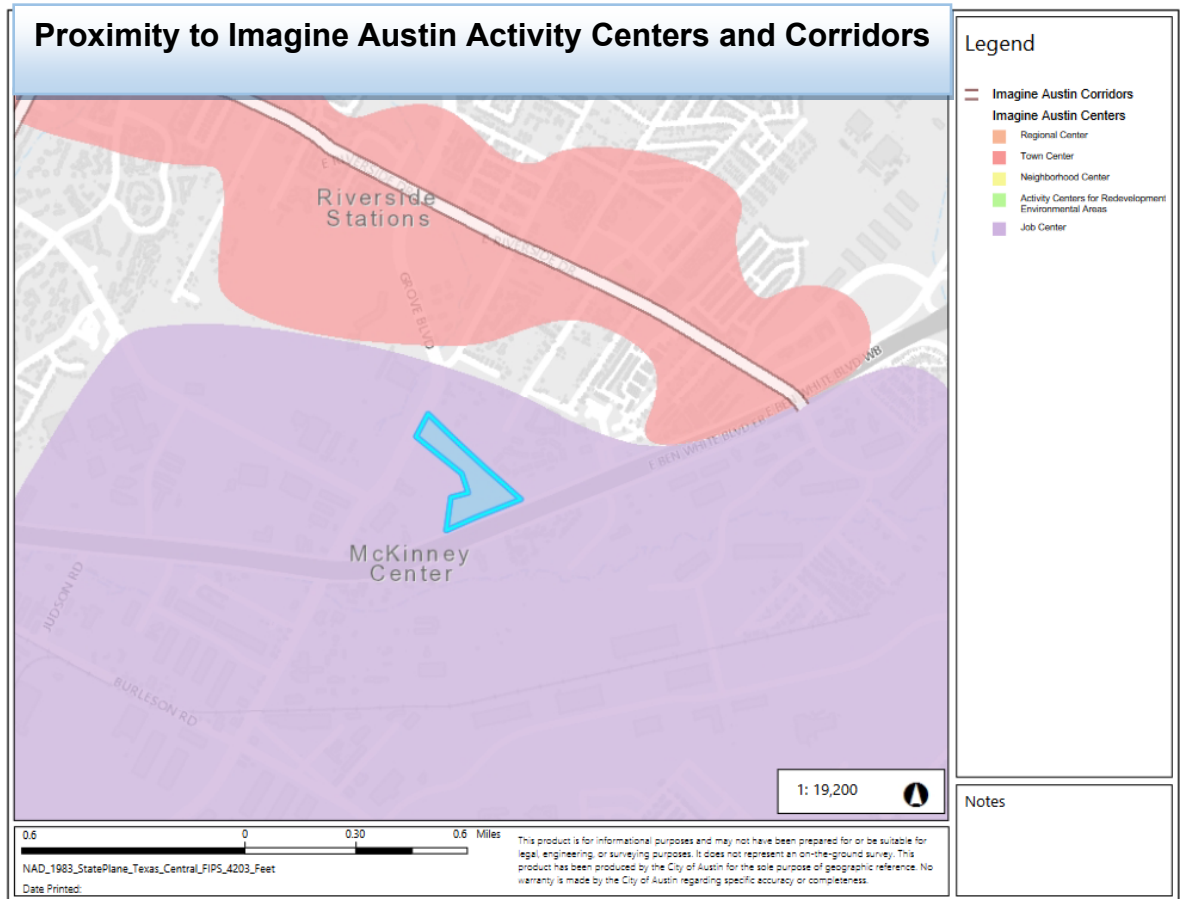 Proximity to Imagine Austin Activity Centers and Corridors
E RIVERSIDE DR
Riverside
Stations
E RIVERSIDE DR
GROVE BLVD
E BEN WHITE BLVD WB
E BEN WHITE BLVD EB
McKinney
Center
JUDSON RD
BURLESON RD
1: 19,200
Legend
Imagine Austin Corridors
Imagine Austin Centers
Regional Center
Town Center
Neighborhood Center
Activity Centers for Redevelopment
Environmental Areas
Job Center
Notes
0.6 0 0.30 0.6 Miles
NAD_1983_StatePlane_Texas_Central_FIPS_4203_Feet
Date Printed:
This product is for informational purposes and may not have been prepared for or be suitable for
legal, engineering, or surveying purposes. It does not represent an on-the-ground survey. This
product has been produced by the City of Austin for the sole purpose of geographic reference. No
warranty is made by the City of Austin regarding specific accuracy or completeness.